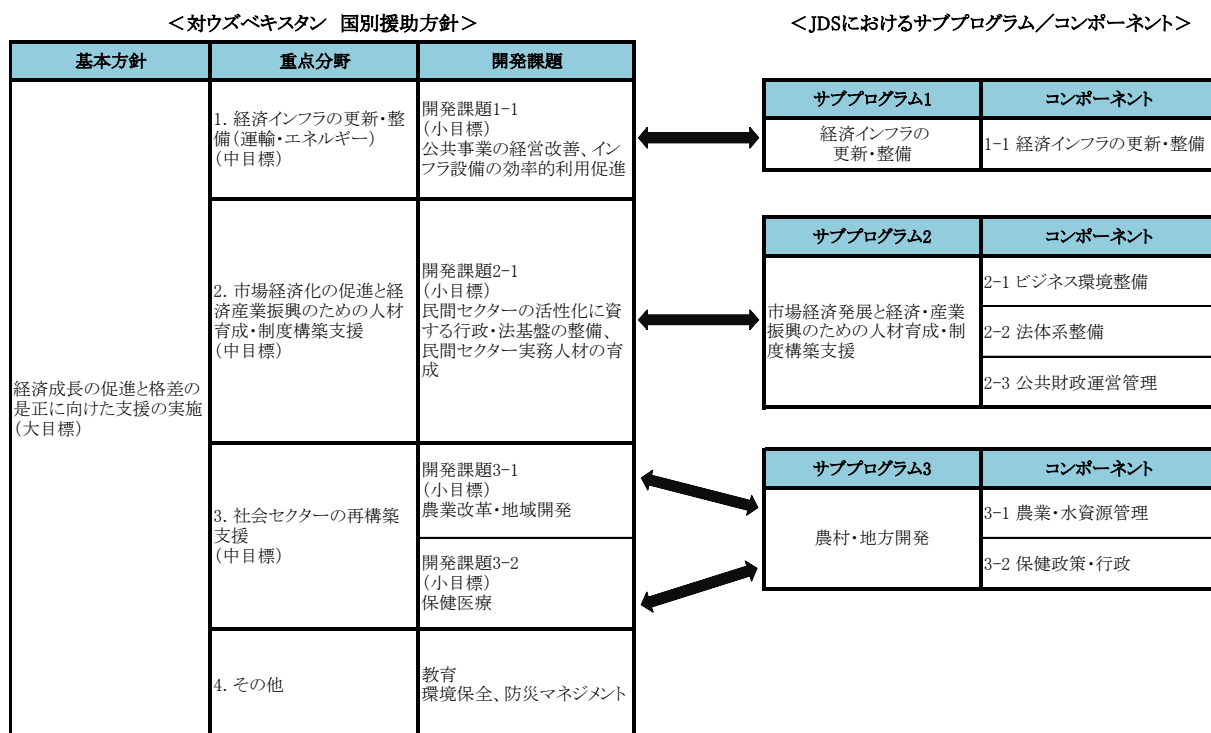 ＜対ウズベキスタン 国別援助方針＞
＜JDSにおけるサブプログラム／コンポーネント＞
基本方針
重点分野
開発課題
経済成長の促進と格差の
是正に向けた支援の実施
(大目標)
1. 経済インフラの更新・整
備(運輸・エネルギー)
(中目標)
開発課題1-1
(小目標)
公共事業の経営改善、イン
フラ設備の効率的利用促進
2. 市場経済化の促進と経
済産業振興のための人材
育成・制度構築支援
(中目標)
開発課題2-1
(小目標)
民間セクターの活性化に資
する行政・法基盤の整備、
民間セクター実務人材の育
成
3. 社会セクターの再構築
支援
(中目標)
開発課題3-1
(小目標)
農業改革・地域開発
開発課題3-2
(小目標)
保健医療
4. その他
教育
環境保全、防災マネジメント
サブプログラム1
コンポーネント
経済インフラの
更新・整備
1-1 経済インフラの更新・整備
サブプログラム2
コンポーネント
市場経済発展と経済・産業
振興のための人材育成・制
度構築支援
2-1 ビジネス環境整備
2-2 法体系整備
2-3 公共財政運営管理
サブプログラム3
コンポーネント
農村・地方開発
3-1 農業・水資源管理
3-2 保健政策・行政